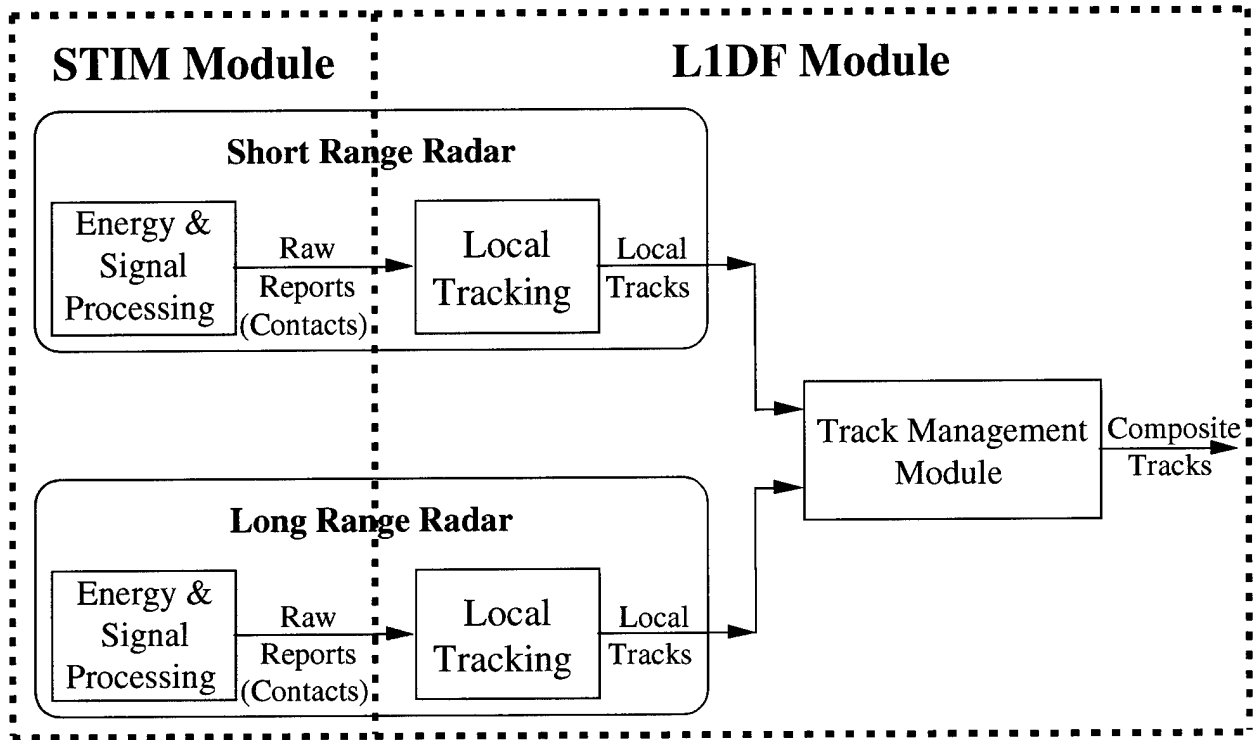 STIM Module
L1DF Module
Short Range Radar
Energy &
Signal
Processing
Raw
Reports
(Contacts)
Local
Tracking
Local
Tracks
Track Management
Module
Composite
Tracks
Long Range Radar
Energy &
Signal
Processing
Raw
Reports
(Contacts)
Local
Tracking
Local
Tracks